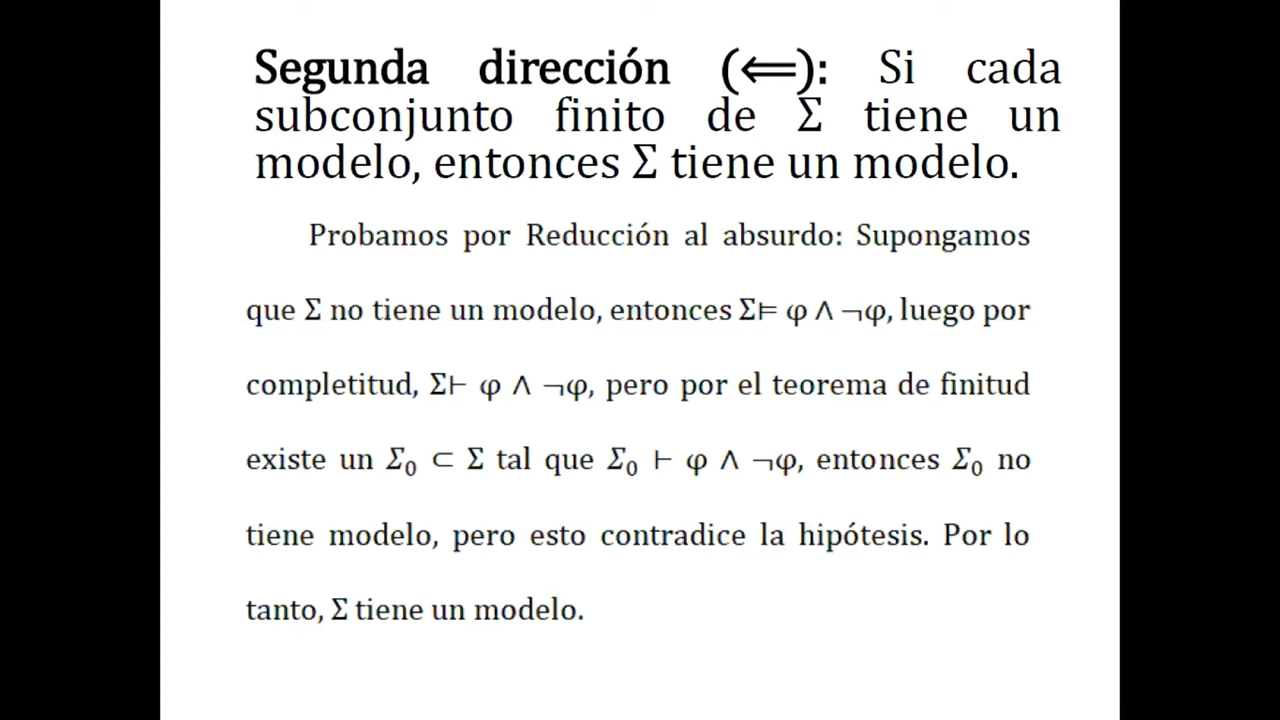 Segunda dirección (⟸): Si cada
subconjunto finito de Σ tiene un
modelo, entonces Σ tiene un modelo.
Probamos por Reducción al absurdo: Supongamos
que Σ no tiene un modelo, entonces Σ⊨ φ ∧ ¬φ, luego por
completitud, Σ⊢ φ ∧ ¬φ, pero por el teorema de finitud
existe un Σ₀ ⊂ Σ tal que Σ₀ ⊢ φ ∧ ¬φ, entonces Σ₀ no
tiene modelo, pero esto contradice la hipótesis. Por lo
tanto, Σ tiene un modelo.